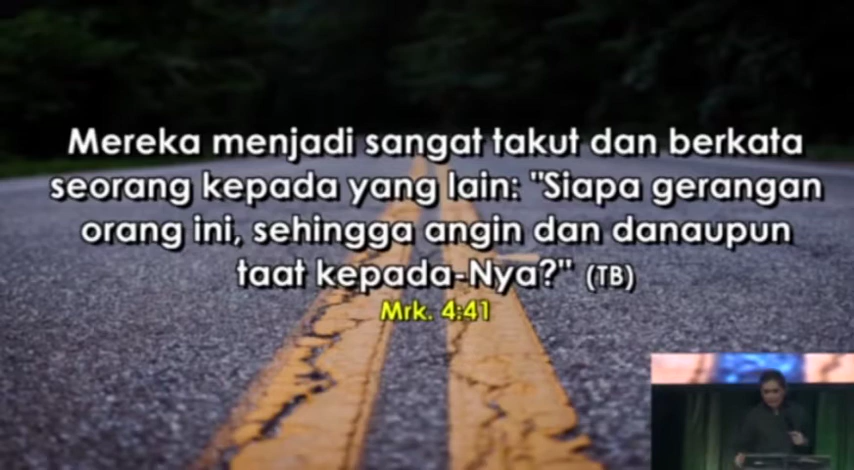 Mereka menjadi sangat takut dan berkata
seorang kepada yang lain: "Siapa gerangan
orang ini, sehingga angin dan danaupun
taat kepada-Nya?" (TB)
Mrk. 4:41